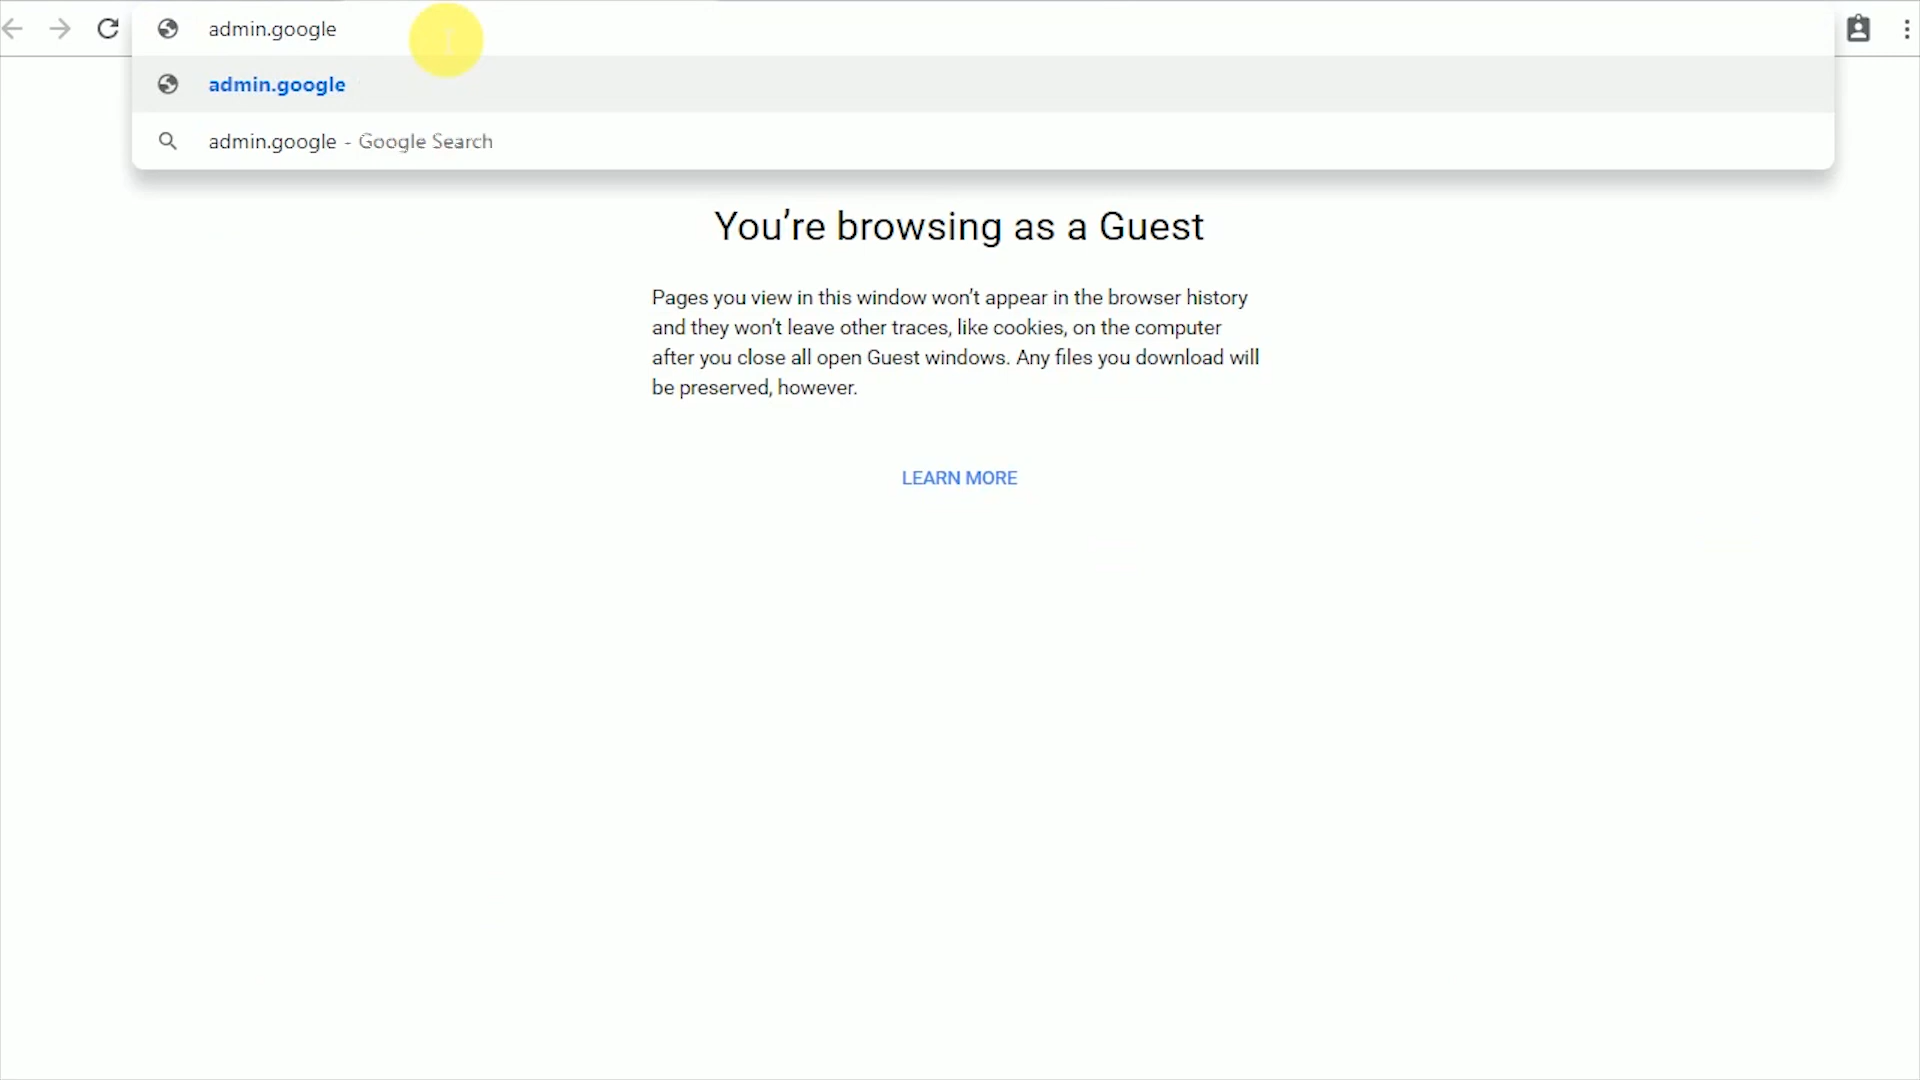 admin.google
admin.google
admin.google - Google Search
You’re browsing as a Guest
Pages you view in this window won’t appear in the browser history
and they won’t leave other traces, like cookies, on the computer
after you close all open Guest windows. Any files you download will
be preserved, however.
LEARN MORE